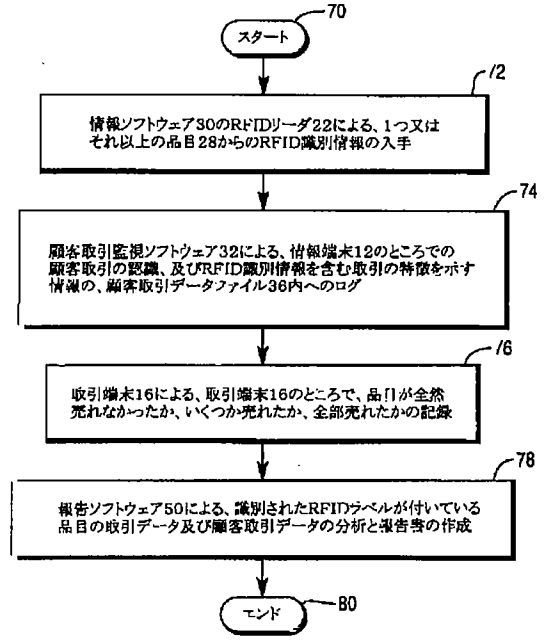 70
スタート
72
情報ソフトウェア30のRFIDリーダ22による、1つ又は
それ以上の品目28からのRFID識別情報の入手
74
顧客取引監視ソフトウェア32による、情報端末12のところでの
顧客取引の認識、及びRFID識別情報を含む取引の特徴を示す
情報の、顧客取引データファイル36内へのログ
76
取引端末16による、取引端末16のところで、品目が全然
売れなかったか、いくつか売れたか、全部売れたかの記録
78
報告ソフトウェア50による、識別されたRFIDラベルが付いている
品目の取引データ及び顧客取引データの分析と報告書の作成
エンド
80